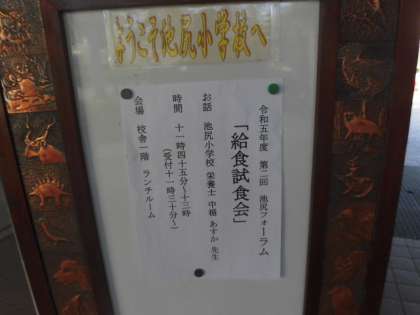 ようこそ池尻小学校へ
令和五年度 第二回 池尻フォーラム
「給食試食会」
お話 池尻小学校 栄養士 中楯 あすか 先生
時間 十一時四十五分～十三時
(受付十一時三十分～)
会場 校舎一階 ランチルーム